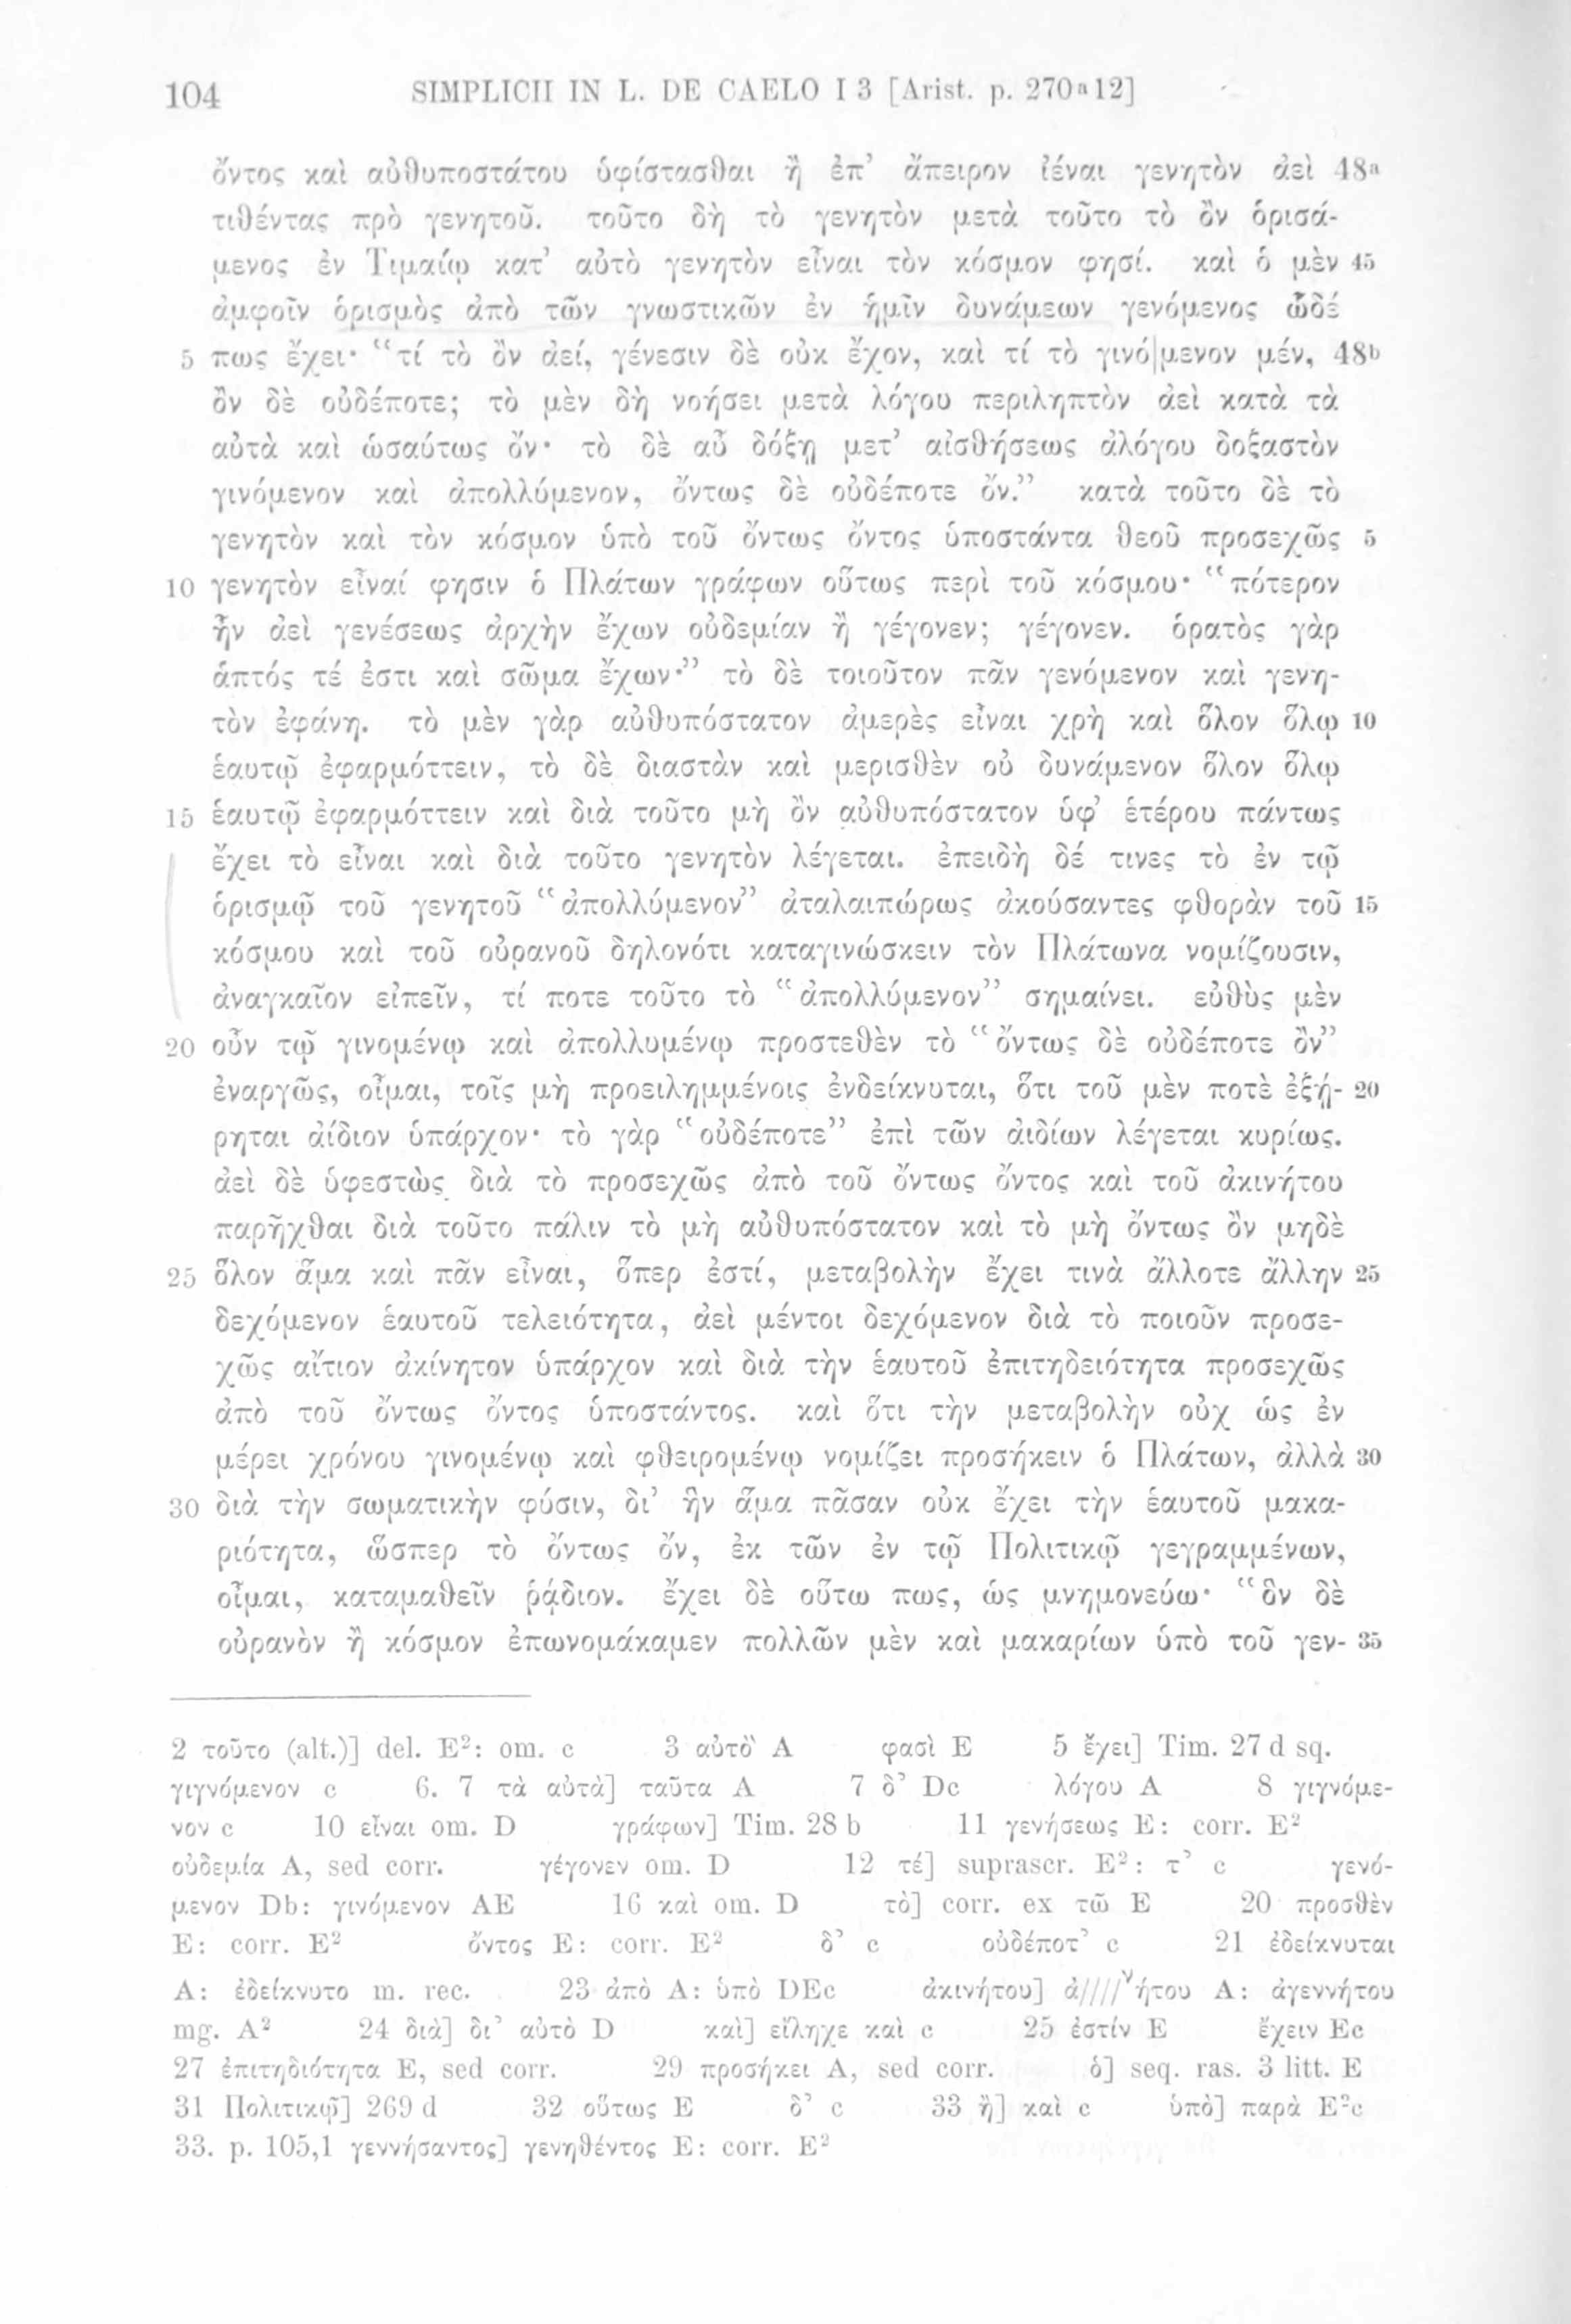 104 SIMPLICII IN L. DE CAELO I 3 [Arist. p. 270ᵃ12]
ὄντος καὶ αὐθυποστάτου ὑφίστασθαι ἢ ἐπ’ ἄπειρον ἰέναι γενητὸν ἀεὶ 48ᵃ
τιθέντας πρὸ γενητοῦ. τοῦτο δὴ τὸ γενητὸν μετὰ τοῦτο τὸ ὂν ὁρισά-
μενος ἐν Τιμαίῳ κατ’ αὐτὸ γενητὸν εἶναι τὸν κόσμον φησί. καὶ ὁ μὲν 45
ἀμφοῖν ὁρισμὸς ἀπὸ τῶν γνωστικῶν ἐν ἡμῖν δυνάμεων γενόμενος ὧδέ
5 πως ἔχει· “τί τὸ ὂν ἀεί, γένεσιν δὲ οὐκ ἔχον, καὶ τί τὸ γινό|μενον μέν, 48ᵇ
ὂν δὲ οὐδέποτε; τὸ μὲν δὴ νοήσει μετὰ λόγου περιληπτὸν ἀεὶ κατὰ τὰ
αὐτὰ καὶ ὡσαύτως ὄν· τὸ δὲ αὖ δόξῃ μετ’ αἰσθήσεως ἀλόγου δοξαστὸν
γινόμενον καὶ ἀπολλύμενον, ὄντως δὲ οὐδέποτε ὄν.” κατὰ τοῦτο δὲ τὸ
γενητὸν καὶ τὸν κόσμον ὑπὸ τοῦ ὄντως ὄντος ὑποστάντα θεοῦ προσεχῶς 5
10 γενητὸν εἶναί φησιν ὁ Πλάτων γράφων οὕτως περὶ τοῦ κόσμου· “πότερον
ἦν ἀεὶ γενέσεως ἀρχὴν ἔχων οὐδεμίαν ἢ γέγονεν; γέγονεν. ὁρατὸς γὰρ
ἁπτός τέ ἐστι καὶ σῶμα ἔχων·” τὸ δὲ τοιοῦτον πᾶν γενόμενον καὶ γενη-
τὸν ἐφάνη. τὸ μὲν γὰρ αὐθυπόστατον ἀμερὲς εἶναι χρὴ καὶ ὅλον ὅλῳ 10
ἑαυτῷ ἐφαρμόττειν, τὸ δὲ διαστὰν καὶ μερισθὲν οὐ δυνάμενον ὅλον ὅλῳ
15 ἑαυτῷ ἐφαρμόττειν καὶ διὰ τοῦτο μὴ ὂν αὐθυπόστατον ὑφ’ ἑτέρου πάντως
ἔχει τὸ εἶναι καὶ διὰ τοῦτο γενητὸν λέγεται. ἐπειδὴ δέ τινες τὸ ἐν τῷ
ὁρισμῷ τοῦ γενητοῦ “ἀπολλύμενον” ἀταλαιπώρως ἀκούσαντες φθορὰν τοῦ 15
κόσμου καὶ τοῦ οὐρανοῦ δηλονότι καταγινώσκειν τὸν Πλάτωνα νομίζουσιν,
ἀναγκαῖον εἰπεῖν, τί ποτε τοῦτο τὸ “ἀπολλύμενον” σημαίνει. εὐθὺς μὲν
20 οὖν τῷ γινομένῳ καὶ ἀπολλυμένῳ προστεθὲν τὸ “ὄντως δὲ οὐδέποτε ὂν”
ἐναργῶς, οἶμαι, τοῖς μὴ προειλημμένοις ἐνδείκνυται, ὅτι τοῦ μὲν ποτὲ ἐξῄ- 20
ρηται ἀίδιον ὑπάρχον· τὸ γὰρ “οὐδέποτε” ἐπὶ τῶν ἀιδίων λέγεται κυρίως.
ἀεὶ δὲ ὑφεστὼς διὰ τὸ προσεχῶς ἀπὸ τοῦ ὄντως ὄντος καὶ τοῦ ἀκινήτου
παρῆχθαι διὰ τοῦτο πάλιν τὸ μὴ αὐθυπόστατον καὶ τὸ μὴ ὄντως ὂν μηδὲ
25 ὅλον ἅμα καὶ πᾶν εἶναι, ὅπερ ἐστί, μεταβολὴν ἔχει τινὰ ἄλλοτε ἄλλην 25
δεχόμενον ἑαυτοῦ τελειότητα, ἀεὶ μέντοι δεχόμενον διὰ τὸ ποιοῦν προσε-
χῶς αἴτιον ἀκίνητον ὑπάρχον καὶ διὰ τὴν ἑαυτοῦ ἐπιτηδειότητα προσεχῶς
ἀπὸ τοῦ ὄντως ὄντος ὑποστάντος. καὶ ὅτι τὴν μεταβολὴν οὐχ ὡς ἐν
μέρει χρόνου γινομένῳ καὶ φθειρομένῳ νομίζει προσήκειν ὁ Πλάτων, ἀλλὰ 30
30 διὰ τὴν σωματικὴν φύσιν, δι’ ἣν ἅμα πᾶσαν οὐκ ἔχει τὴν ἑαυτοῦ μακα-
ριότητα, ὥσπερ τὸ ὄντως ὄν, ἐκ τῶν ἐν τῷ Πολιτικῷ γεγραμμένων,
οἶμαι, καταμαθεῖν ῥᾴδιον. ἔχει δὲ οὕτω πως, ὡς μνημονεύω· “ὃν δὲ
οὐρανὸν ἢ κόσμον ἐπωνομάκαμεν πολλῶν μὲν καὶ μακαρίων ὑπὸ τοῦ γεν- 35
2 τοῦτο (alt.)] del. E²: om. c 3 αὐτὸ A φασὶ E 5 ἔχει] Tim. 27 d sq.
γιγνόμενον c 6. 7 τὰ αὐτὰ] ταῦτα A 7 δ’ Dc λόγου A 8 γιγνόμε-
νον c 10 εἶναι om. D γράφων] Tim. 28 b 11 γενήσεως E: corr. E²
οὐδεμία A, sed corr. γέγονεν om. D 12 τέ] suprascr. E²: τ’ c γενό-
μενον Db: γινόμενον AE 16 καὶ om. D τὸ] corr. ex τῶ E 20 προσθὲν
E: corr. E² ὄντος E: corr. E² δ’ c οὐδέποτ’ c 21 ἐδείκνυται
A: ἐδείκνυτο m. rec. 23 ἀπὸ A: ὑπὸ DEc ἀκινήτου] ἀ////ᵛήτου A: ἀγεννήτου
mg. A² 24 διὰ] δι’ αὐτὸ D καὶ] εἴληχε καὶ c 25 ἐστίν E ἔχειν Ec
27 ἐπιτηδιότητα E, sed corr. 29 προσήκει A, sed corr. ὁ] seq. ras. 3 litt. E
31 Πολιτικῷ] 269 d 32 οὕτως E δ’ c 33 ἢ] καὶ c ὑπὸ] παρὰ E²c
33. p. 105,1 γεννήσαντος] γενηθέντος E: corr. E²